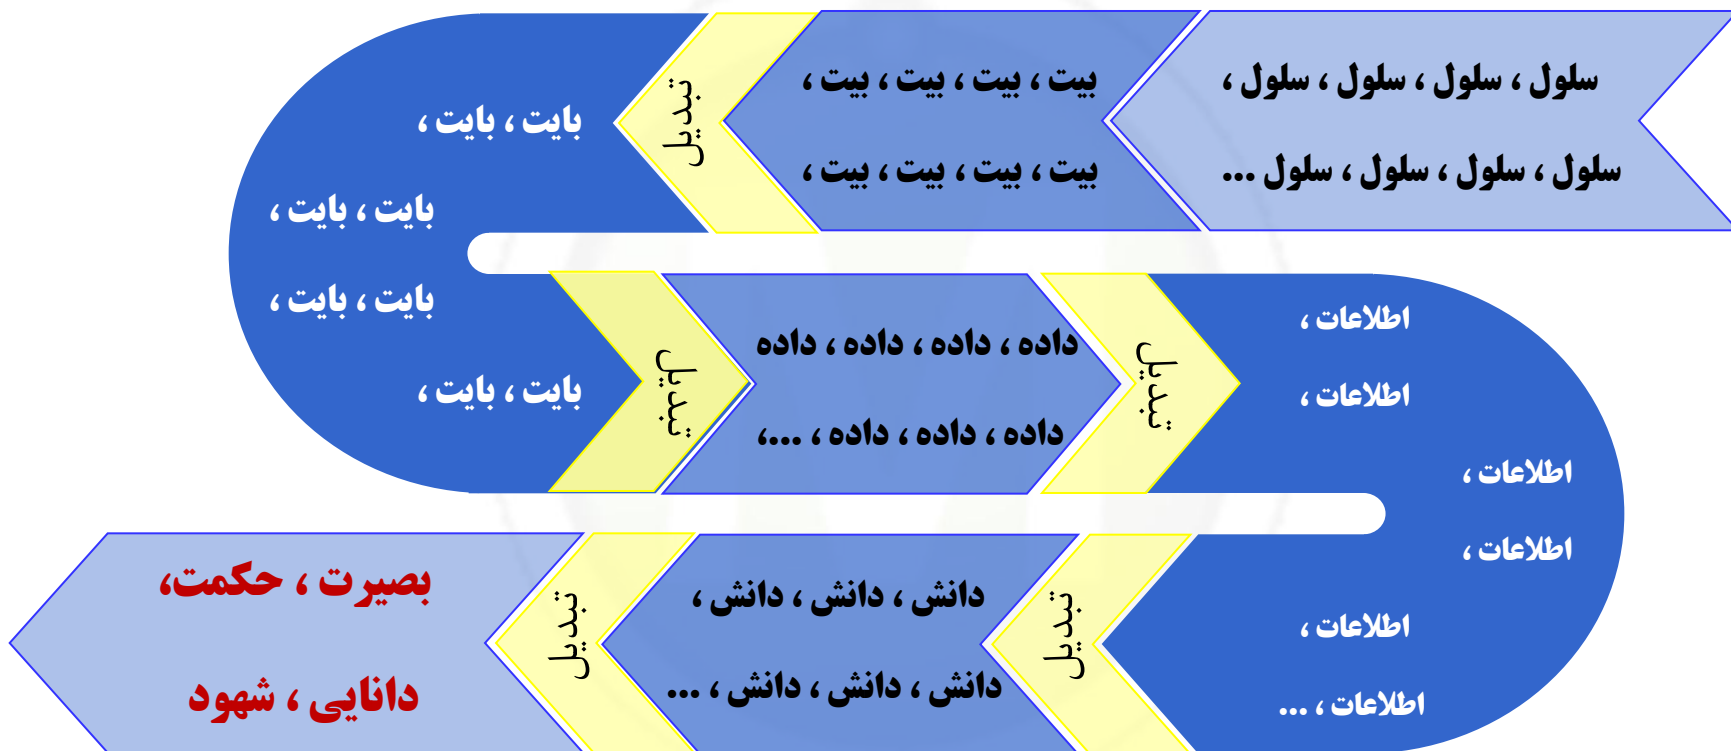 سلول ، سلول ، سلول ، سلول ،
سلول ، سلول ، سلول ، سلول ...
بیت ، بیت ، بیت ، بیت ،
بیت ، بیت ، بیت ، بیت ،
تبدیل
بایت ، بایت ،
بایت ، بایت ،
بایت ، بایت ،
بایت ، بایت ،
تبدیل
داده ، داده ، داده ، داده
داده ، داده ، داده ، ...،
تبدیل
اطلاعات ،
اطلاعات ،
اطلاعات ،
اطلاعات ،
اطلاعات ،
اطلاعات ، ...
تبدیل
دانش ، دانش ، دانش ،
دانش ، دانش ، دانش ، ...
تبدیل
بصیرت ، حکمت،
دانایی ، شهود